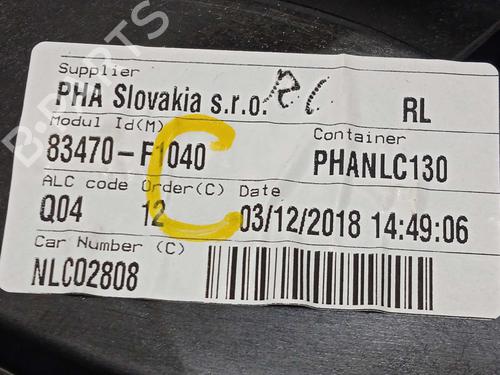 Supplier
PHA Slovakia s.r.o.
RL
Modul Id(M)
Container
83470-F1040
PHANLC130
C
ALC code Order(C) Date
Q04 12 03/12/2018 14:49:06
Car Number (C)
NLC02808